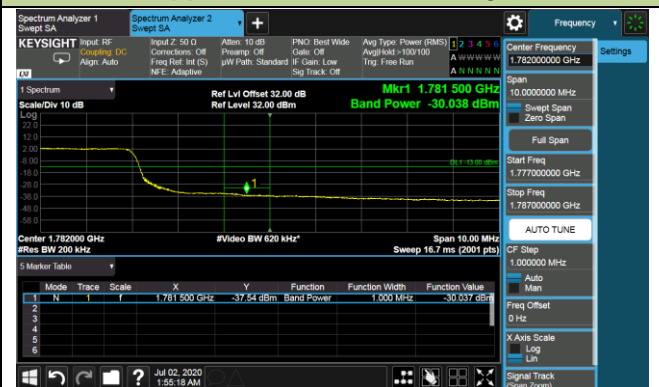 Spectrum Analyzer 1
Swept SA
Spectrum Analyzer 2
Swept SA
Frequency
KEYSIGHT
Input: RF
Coupling: DC
Align: Auto
Input Z: 50 Ω
Corrections: Off
Freq Ref: Int (S)
NFE: Adaptive
Atten: 10 dB
Preamp: Off
µW Path: Standard
PNO: Best Wide
Gate: Off
IF Gain: Low
Sig Track: Off
Avg Type: Power (RMS)
Avg|Hold:>100/100
Trig: Free Run
1 2 3 4 5 6
A W W W W W
A N N N N N
LXI
1 Spectrum
Scale/Div 10 dB
Log
Ref Lvl Offset 32.00 dB
Ref Level 32.00 dBm
Mkr1 1.781 500 GHz
Band Power -30.038 dBm
22.0
12.0
2.00
-8.00
-18.0
-28.0
-38.0
-48.0
-58.0
DL1 -13.00 dBm
1
Center 1.782000 GHz
#Res BW 200 kHz
#Video BW 620 kHz*
Span 10.00 MHz
Sweep 16.7 ms (2001 pts)
5 Marker Table
Mode Trace Scale X Y Function Function Width Function Value
1 N 1 f 1.781 500 GHz -37.54 dBm Band Power 1.000 MHz -30.037 dBm
2
3
4
5
6
Jul 02, 2020
1:55:18 AM
Center Frequency
1.782000000 GHz
Settings
Span
10.0000000 MHz
Swept Span
Zero Span
Full Span
Start Freq
1.777000000 GHz
Stop Freq
1.787000000 GHz
AUTO TUNE
CF Step
1.000000 MHz
Auto
Man
Freq Offset
0 Hz
X Axis Scale
Log
Lin
Signal Track
(Span Zoom)